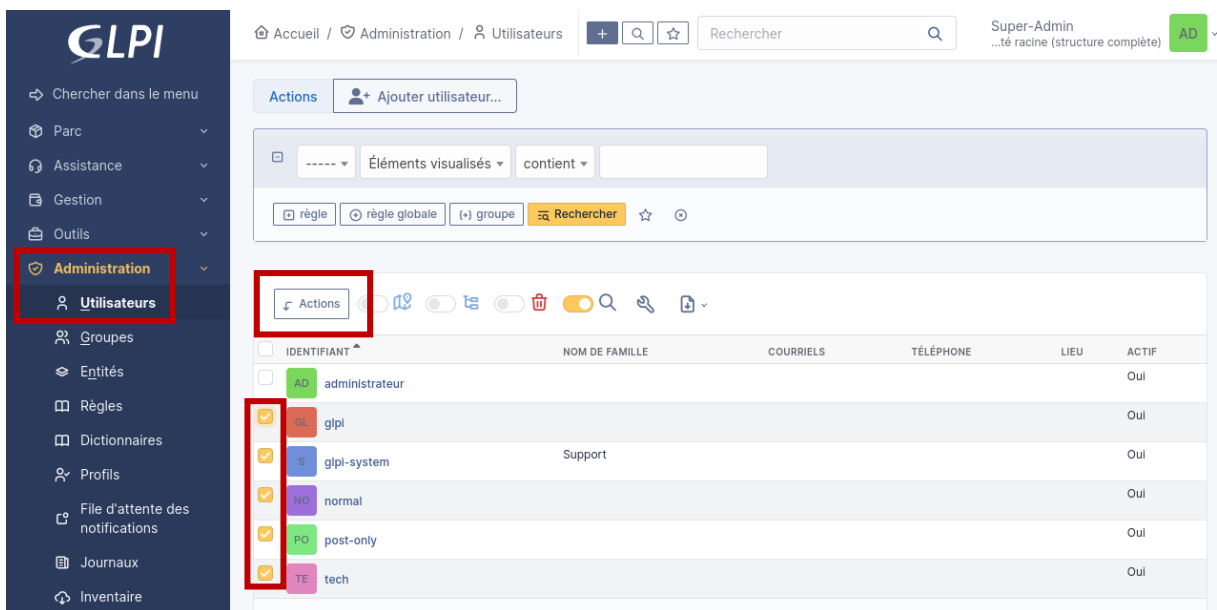 GLPI
Chercher dans le menu
Parc
Assistance
Gestion
Outils
Administration
Utilisateurs
Groupes
Entités
Règles
Dictionnaires
Profils
File d'attente des
notifications
Journaux
Inventaire
Accueil / Administration / Utilisateurs
Rechercher
Super-Admin
...té racine (structure complète)
AD
Actions
Ajouter utilisateur...
----- Éléments visualisés contient
règle règle globale (+) groupe Rechercher
Actions
IDENTIFIANT NOM DE FAMILLE COURRIELS TÉLÉPHONE LIEU ACTIF
AD administrateur Oui
GL glpi Oui
S glpi-system Support Oui
NO normal Oui
PO post-only Oui
TE tech Oui